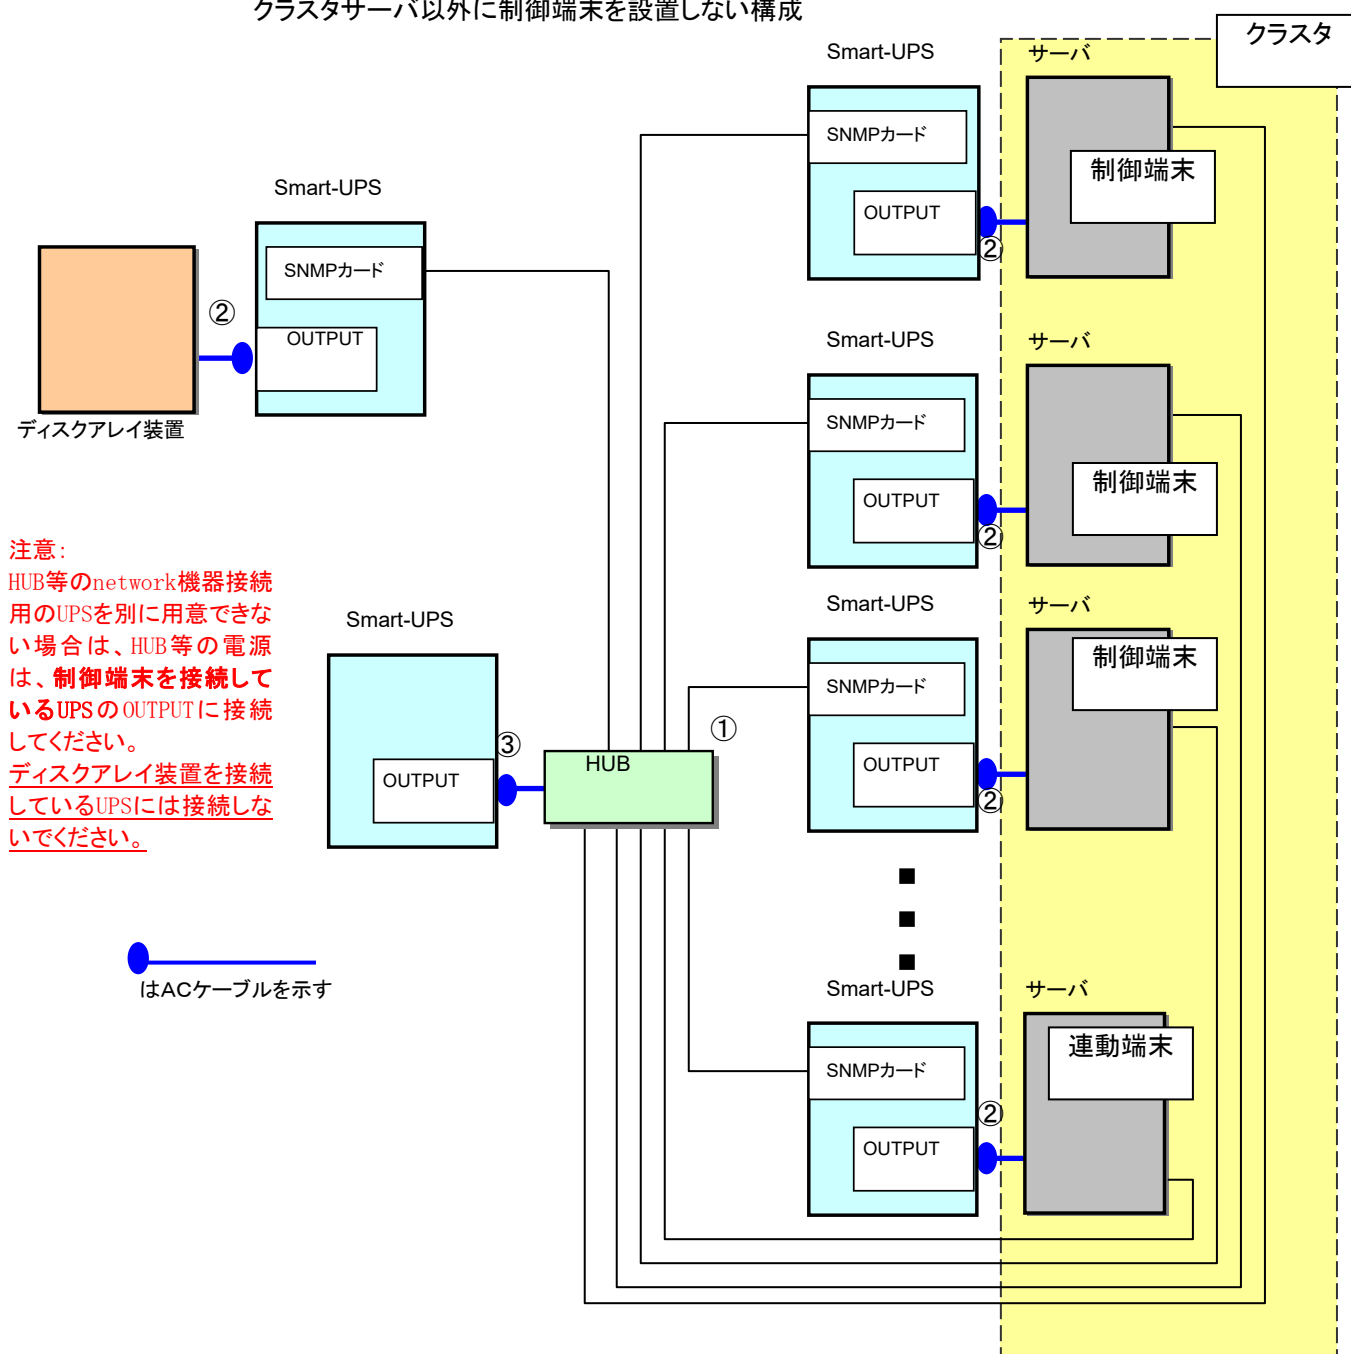 クラスタサーバ以外に制御端末を設置しない構成
クラスタ
Smart-UPS
サーバ
SNMPカード
制御端末
OUTPUT
②
Smart-UPS
SNMPカード
②
OUTPUT
ディスクアレイ装置
Smart-UPS
サーバ
SNMPカード
制御端末
OUTPUT
②
注意：
HUB等のnetwork機器接続
用のUPSを別に用意できな
い場合は、HUB等の電源
は、制御端末を接続して
いるUPSのOUTPUTに接続
してください。
ディスクアレイ装置を接続
しているUPSには接続しな
いでください。
Smart-UPS
サーバ
SNMPカード
制御端末
OUTPUT
②
Smart-UPS
OUTPUT
③
HUB
①
はACケーブルを示す
Smart-UPS
サーバ
SNMPカード
連動端末
OUTPUT
②